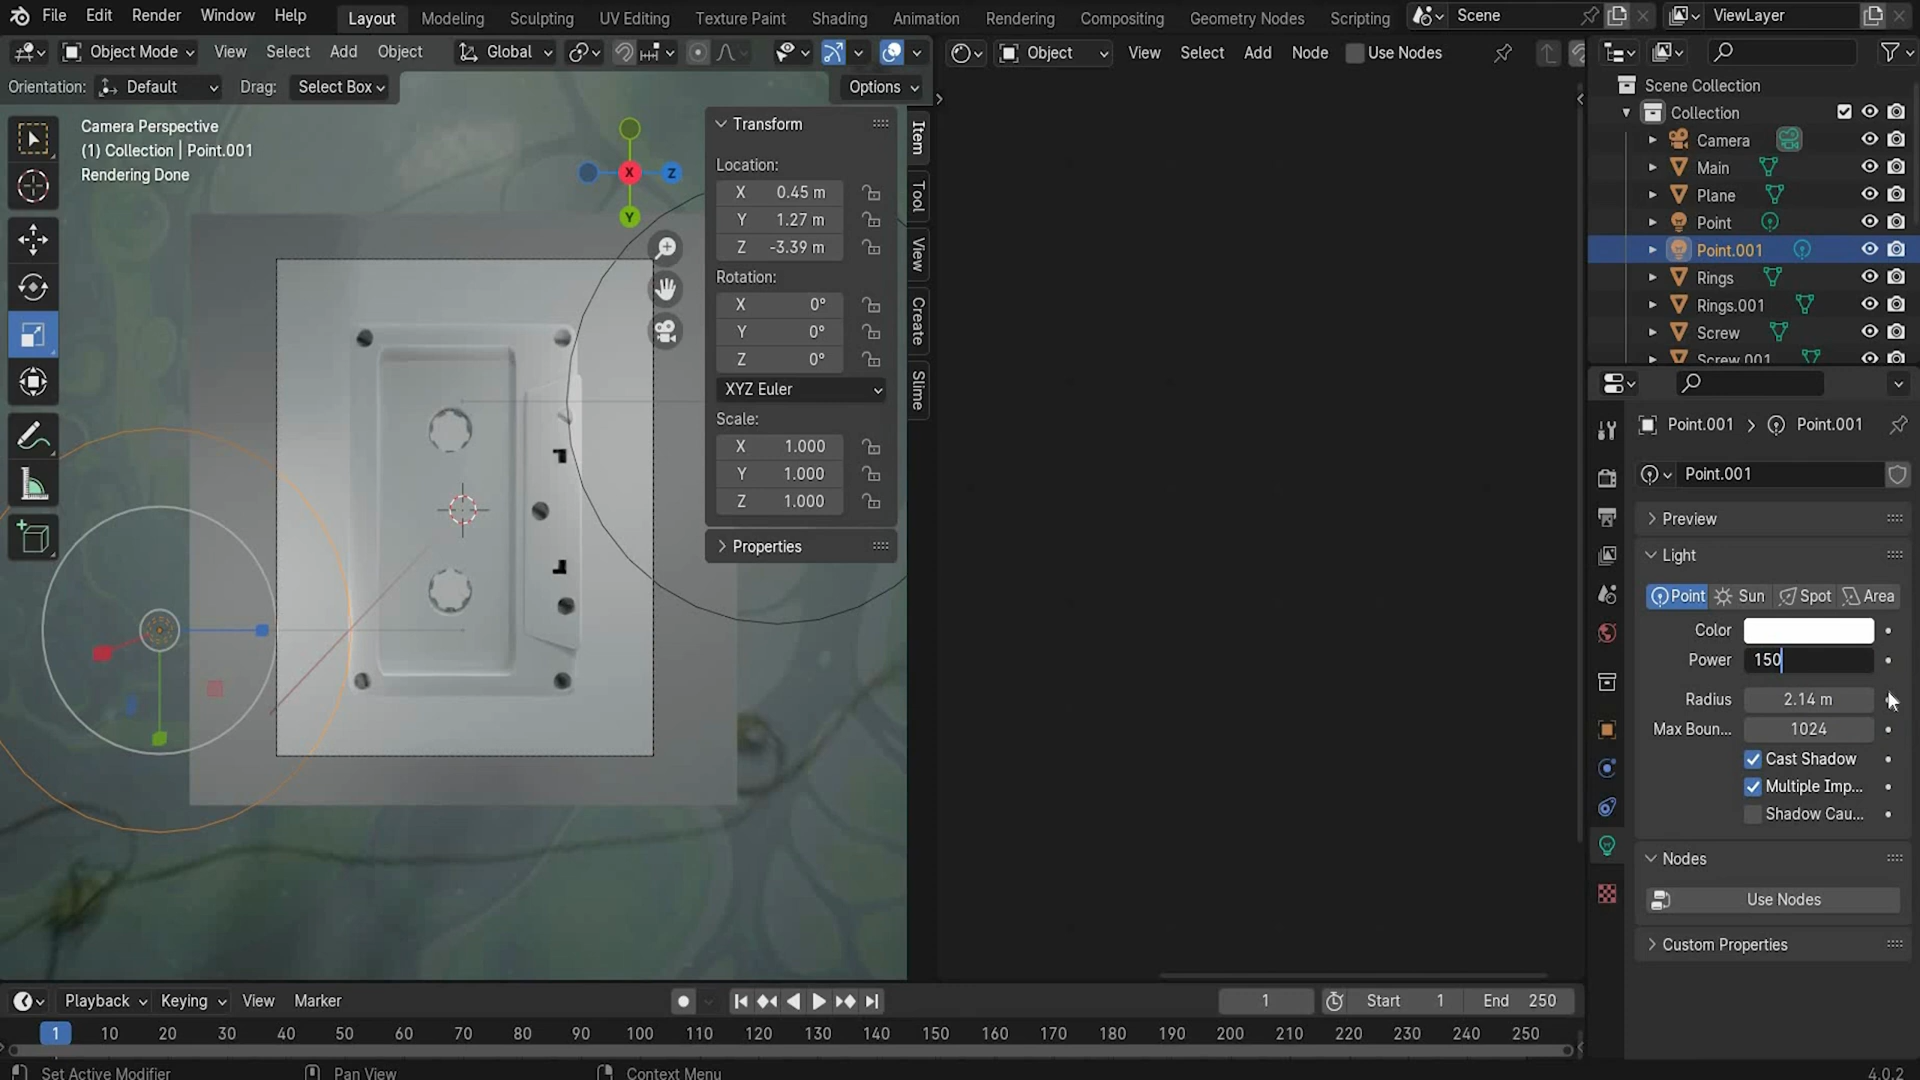 File Edit Render Window Help Layout Modeling Sculpting UV Editing Texture Paint Shading Animation Rendering Compositing Geometry Nodes Scripting Scene ViewLayer
Object Mode View Select Add Object Global Object View Select Add Node Use Nodes
Orientation: Default Drag: Select Box Options
Camera Perspective
(1) Collection | Point.001
Rendering Done
X
Y
Z
Transform
Location:
X 0.45 m
Y 1.27 m
Z -3.39 m
Rotation:
X 0°
Y 0°
Z 0°
XYZ Euler
Scale:
X 1.000
Y 1.000
Z 1.000
Properties
Item
Tool
View
Create
Slime
Scene Collection
Collection
Camera
Main
Plane
Point
Point.001
Rings
Rings.001
Screw
Screw.001
Point.001 > Point.001
Point.001
Preview
Light
Point Sun Spot Area
Color
Power 150
Radius 2.14 m
Max Boun... 1024
Cast Shadow
Multiple Imp...
Shadow Cau...
Nodes
Use Nodes
Custom Properties
Playback Keying View Marker 1 Start 1 End 250
1 10 20 30 40 50 60 70 80 90 100 110 120 130 140 150 160 170 180 190 200 210 220 230 240 250
Set Active Modifier Pan View Context Menu 4.0.2